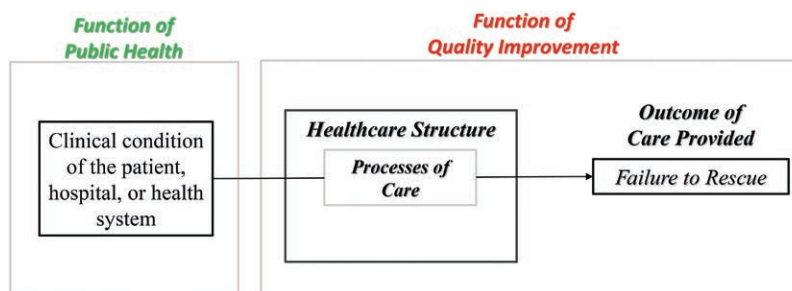 Function of
Public Health
Function of
Quality Improvement
Clinical condition
of the patient,
hospital, or health
system
Healthcare Structure
Processes of
Care
Outcome of
Care Provided
Failure to Rescue